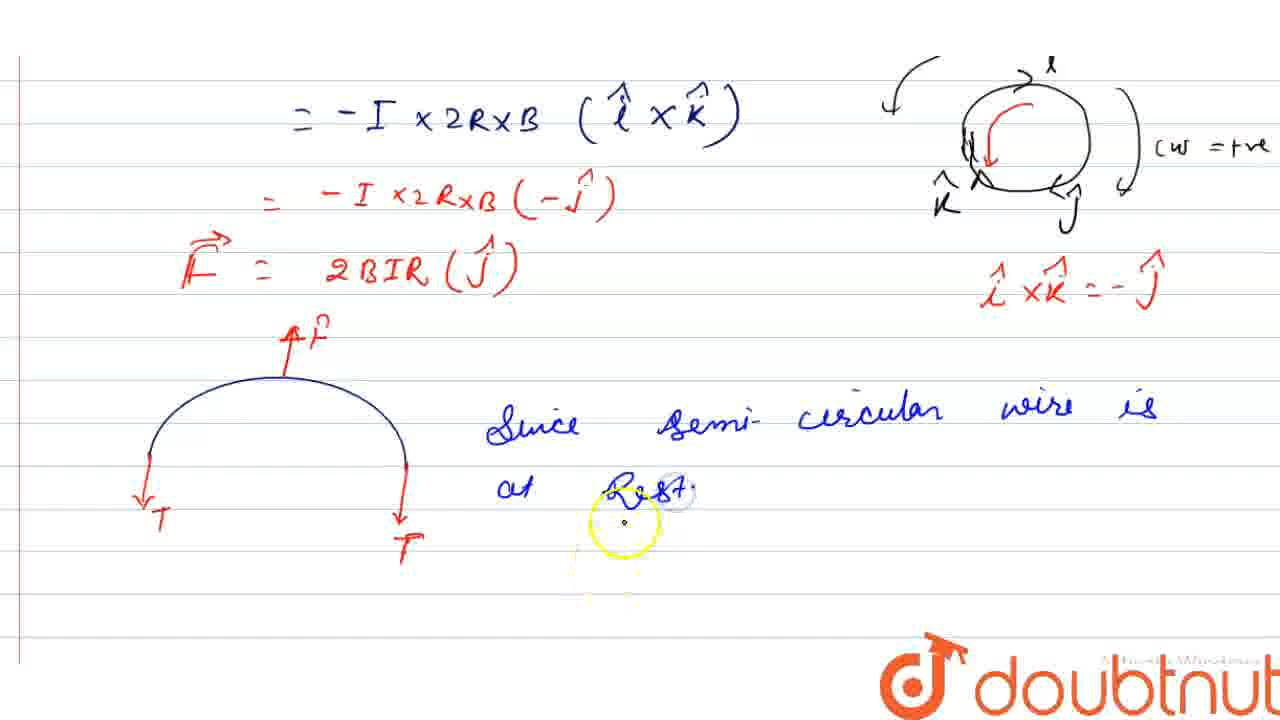 = - I × 2R × B ( î × k̂ )
= - I × 2R × B ( - ĵ )
F⃗ = 2BIR ( ĵ )
cw = +ve
k̂
ĵ
î × k̂ = - ĵ
F̂
T
T
Since semi-circular wire is
at Rest.
doubtnut